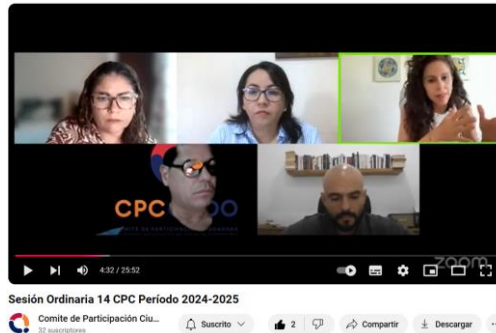 CPC
4:32 / 25:52
zoom
Sesión Ordinaria 14 CPC Período 2024-2025
Comite de Participación Ciu...
32 suscriptores
Suscrito
2
Compartir
Descargar